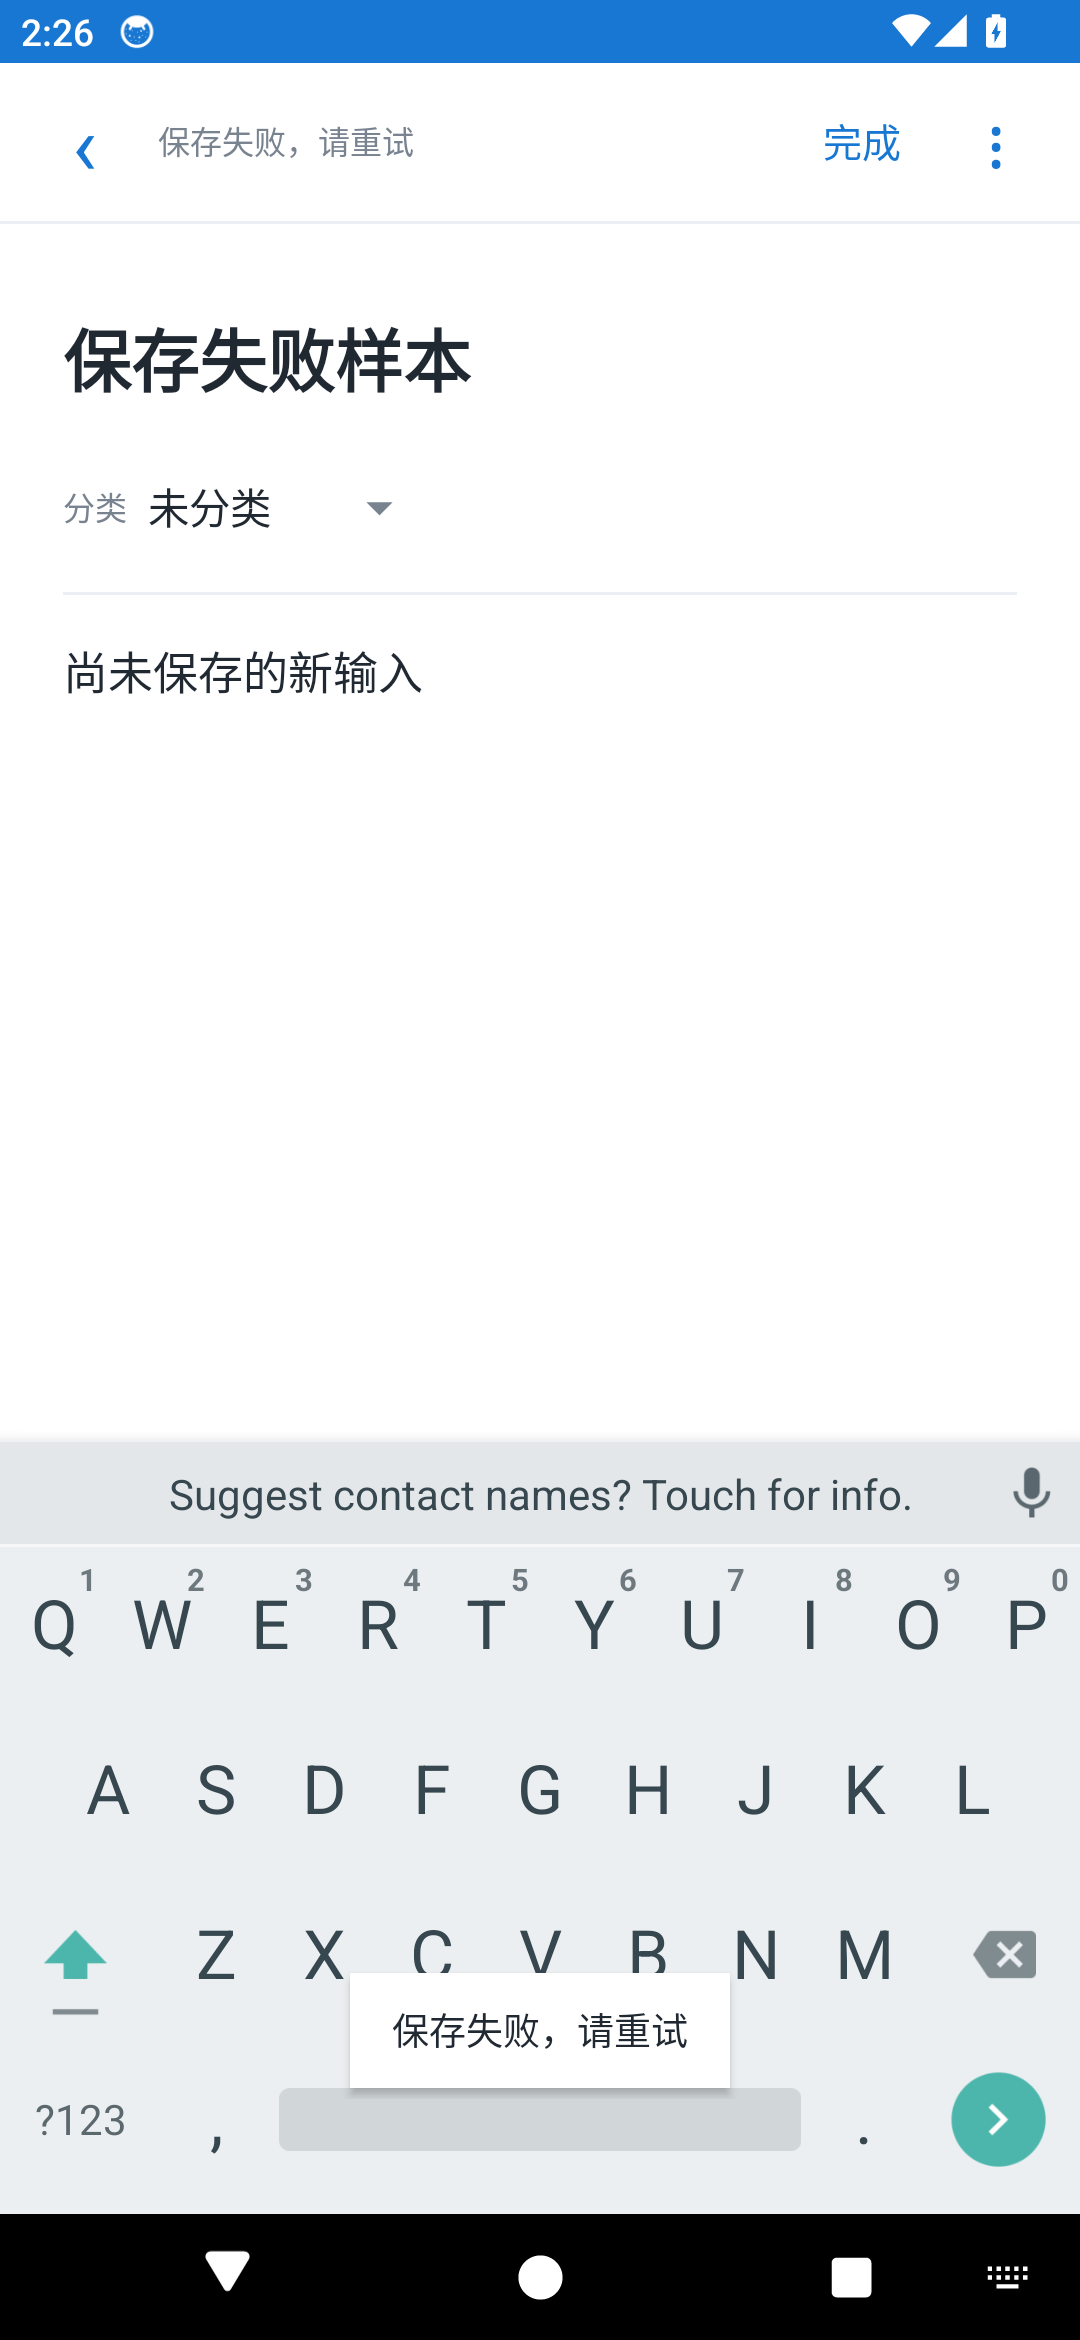 2:26
保存失败，请重试
完成
保存失败样本
分类 未分类
尚未保存的新输入
Suggest contact names? Touch for info.
1 2 3 4 5 6 7 8 9 0
Q W E R T Y U I O P
A S D F G H J K L
Z X C V B N M
保存失败，请重试
?123 , .